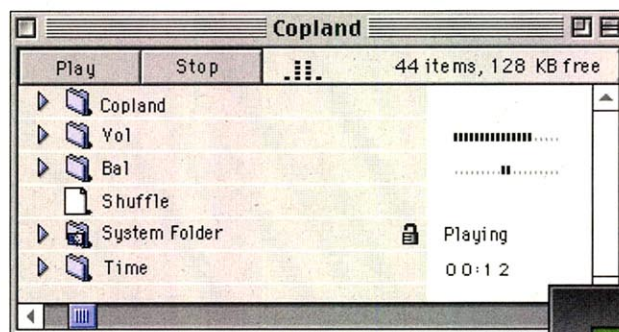 Copland
Play Stop 44 items, 128 KB free
Copland
Vol
Bal
Shuffle
System Folder Playing
Time 00:12